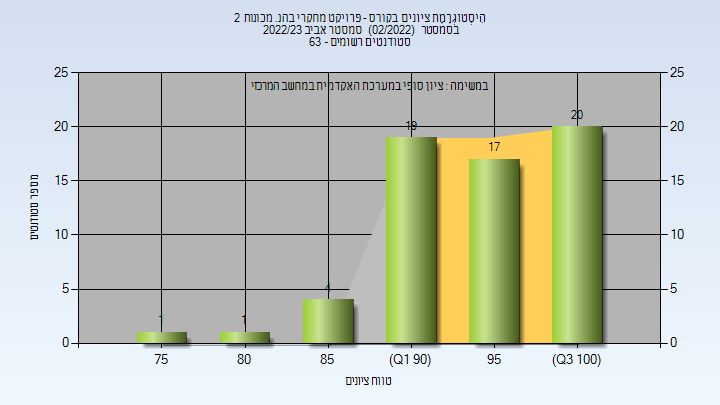 היסטוגרמת ציונים בקורס - פרויקט מחקרי בהנ. מכונות 2
בסמסטר (02/2022) סמסטר אביב 2022/23
סטודנטים רשומים - 63
במשימה : ציון סופי במערכת האקדמית במחשב המרכזי
מספר סטודנטים
25 25
20 20
15 15
10 10
5 5
0 0
1 1 4 19 17 20
75 80 85 (Q1 90) 95 (Q3 100)
טווח ציונים